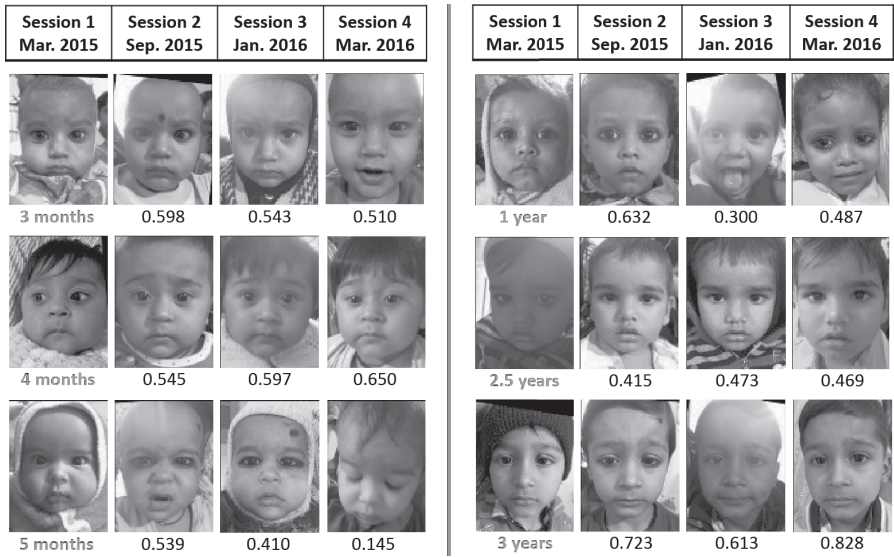 Session 1 Session 2 Session 3 Session 4
Mar. 2015 Sep. 2015 Jan. 2016 Mar. 2016
3 months 0.598 0.543 0.510
4 months 0.545 0.597 0.650
5 months 0.539 0.410 0.145
Session 1 Session 2 Session 3 Session 4
Mar. 2015 Sep. 2015 Jan. 2016 Mar. 2016
1 year 0.632 0.300 0.487
2.5 years 0.415 0.473 0.469
3 years 0.723 0.613 0.828